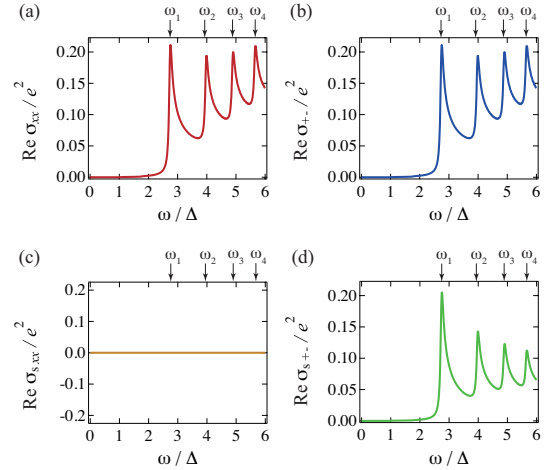 (a)
ω₁ ω₂ ω₃ ω₄
Re σₓₓ / e²
0.20
0.15
0.10
0.05
0.00
0 1 2 3 4 5 6
ω / Δ
(b)
ω₁ ω₂ ω₃ ω₄
Re σ₊₋ / e²
0.20
0.15
0.10
0.05
0.00
0 1 2 3 4 5 6
ω / Δ
(c)
ω₁ ω₂ ω₃ ω₄
Re σₛ ₓₓ / e²
0.2
0.1
0.0
-0.1
-0.2
0 1 2 3 4 5 6
ω / Δ
(d)
ω₁ ω₂ ω₃ ω₄
Re σₛ ₊₋ / e²
0.20
0.15
0.10
0.05
0.00
0 1 2 3 4 5 6
ω / Δ